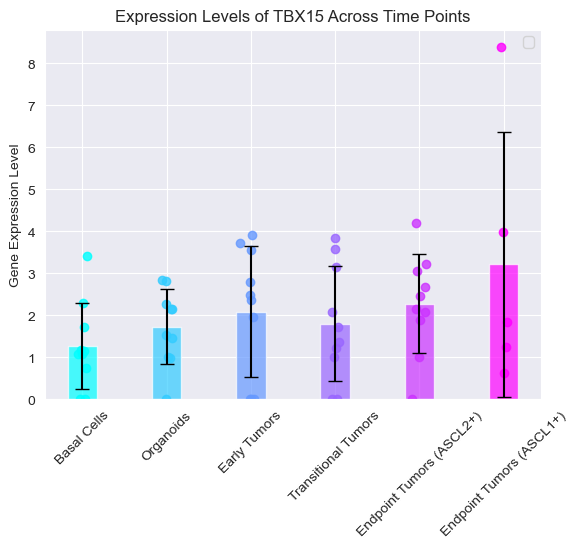 Expression Levels of TBX15 Across Time Points
Gene Expression Level
8
7
6
5
4
3
2
1
0
Basal Cells
Organoids
Early Tumors
Transitional Tumors
Endpoint Tumors (ASCL2+)
Endpoint Tumors (ASCL1+)